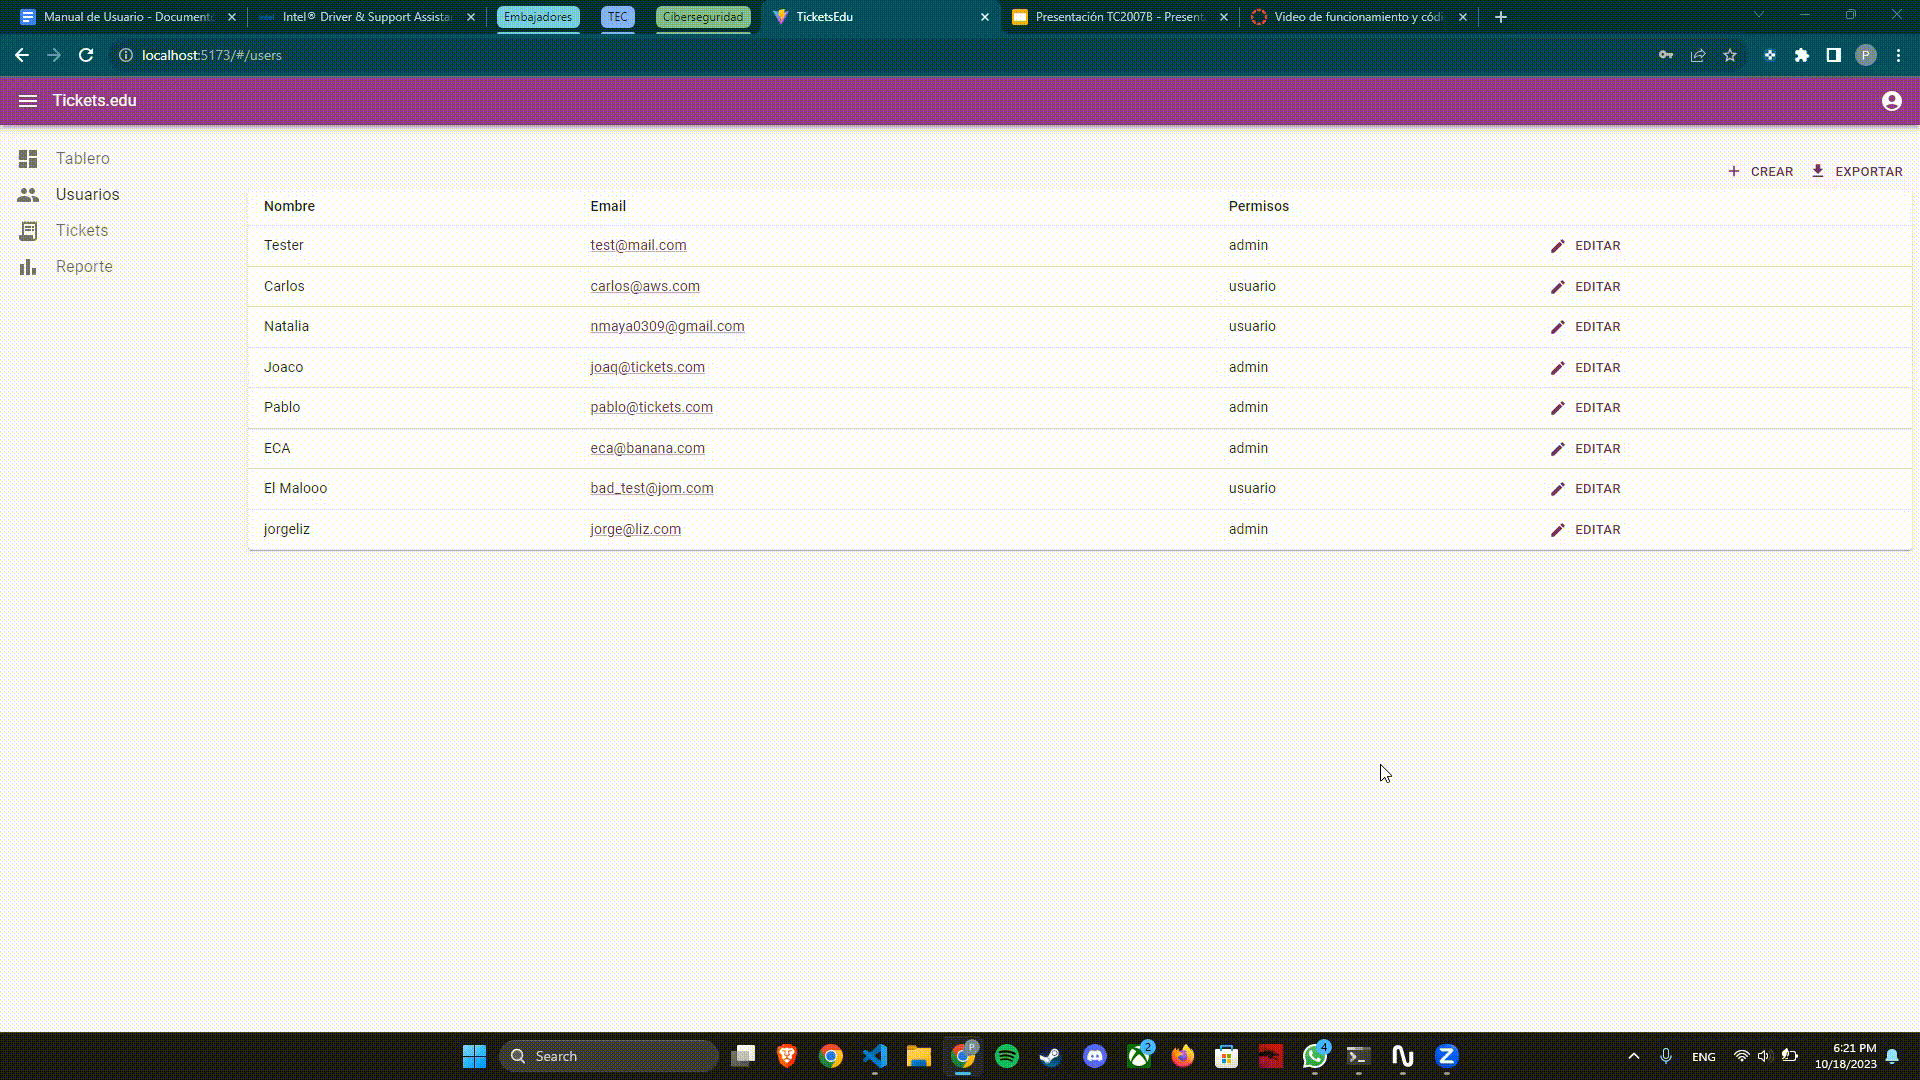 Manual de Usuario - Document
Intel® Driver & Support Assista
Embajadores
TEC
Ciberseguridad
TicketsEdu
Presentación TC2007B - Present
Video de funcionamiento y códi
localhost:5173/#/users
P
Tickets.edu
Tablero
Usuarios
Tickets
Reporte
CREAR
EXPORTAR
Nombre Email Permisos
Tester test@mail.com admin EDITAR
Carlos carlos@aws.com usuario EDITAR
Natalia nmaya0309@gmail.com usuario EDITAR
Joaco joaq@tickets.com admin EDITAR
Pablo pablo@tickets.com admin EDITAR
ECA eca@banana.com admin EDITAR
El Malooo bad_test@jom.com usuario EDITAR
jorgeliz jorge@liz.com admin EDITAR
Search
P
2
4
ENG
6:21 PM
10/18/2023